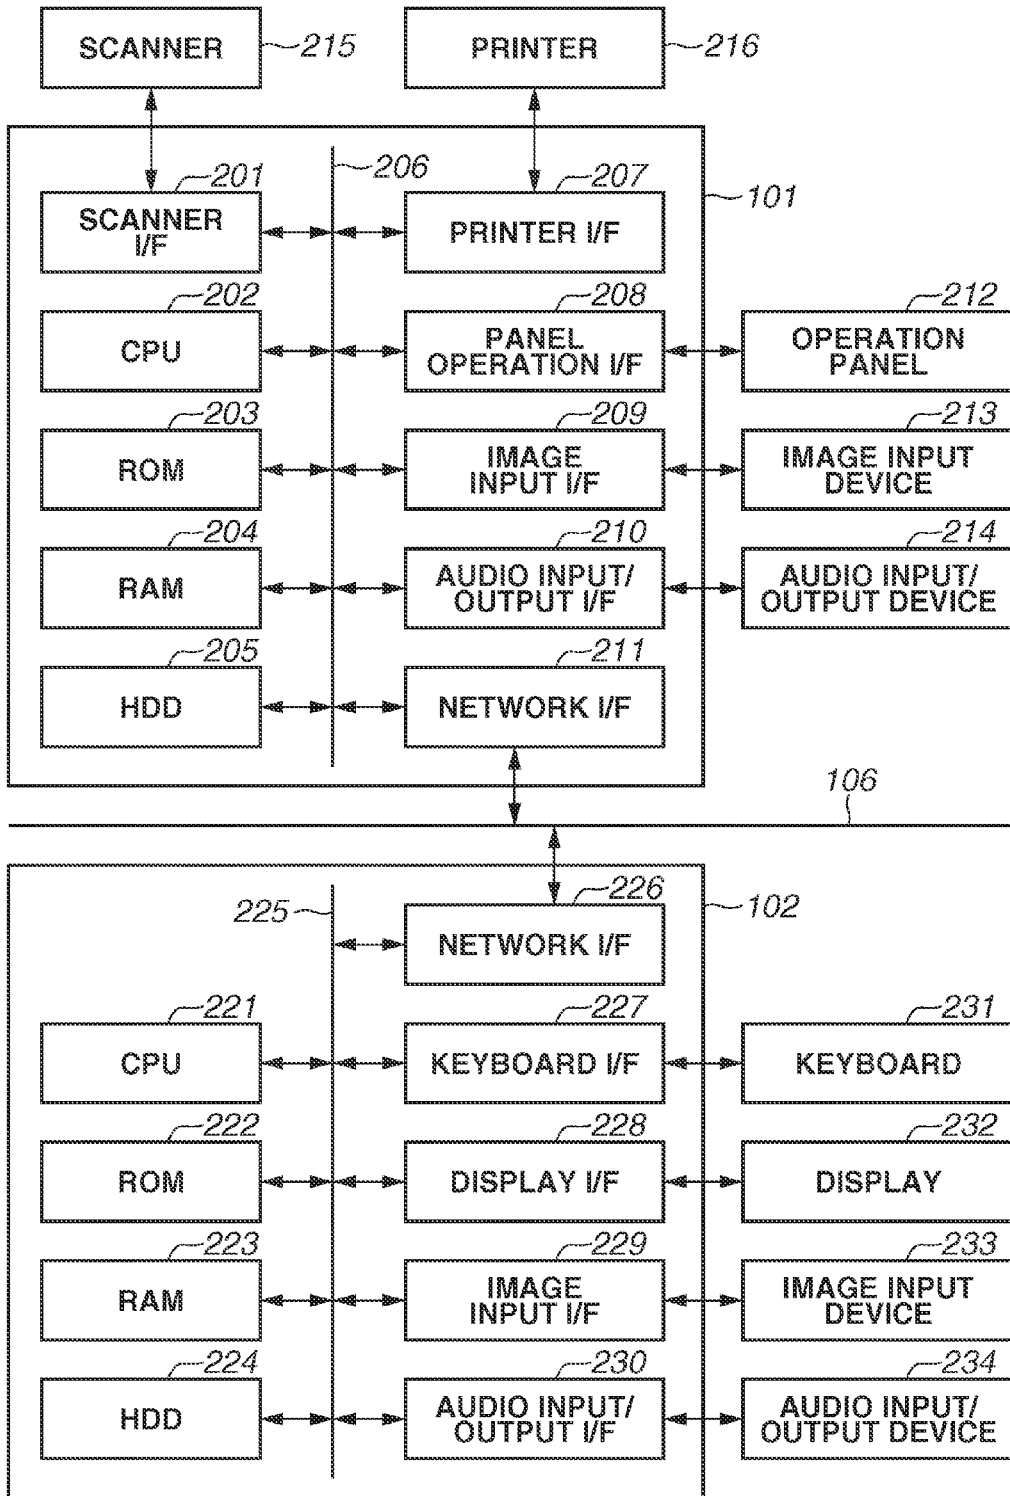 SCANNER 215 PRINTER 216
201 206 207 101
SCANNER
I/F
PRINTER I/F
202 208 212
CPU
PANEL
OPERATION I/F
OPERATION
PANEL
203 209 213
ROM
IMAGE
INPUT I/F
IMAGE INPUT
DEVICE
204 210 214
RAM
AUDIO INPUT/
OUTPUT I/F
AUDIO INPUT/
OUTPUT DEVICE
205 211
HDD NETWORK I/F
106
226
225 102
NETWORK I/F
221 227 231
CPU KEYBOARD I/F KEYBOARD
222 228 232
ROM DISPLAY I/F DISPLAY
223 229 233
RAM
IMAGE
INPUT I/F
IMAGE INPUT
DEVICE
224 230 234
HDD
AUDIO INPUT/
OUTPUT I/F
AUDIO INPUT/
OUTPUT DEVICE